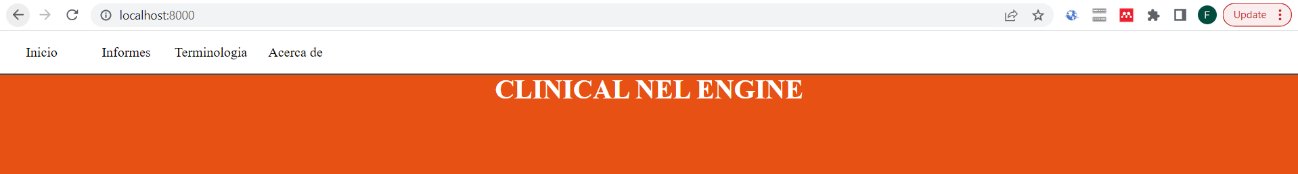 localhost:8000
F
Update
Inicio Informes Terminologia Acerca de
CLINICAL NEL ENGINE